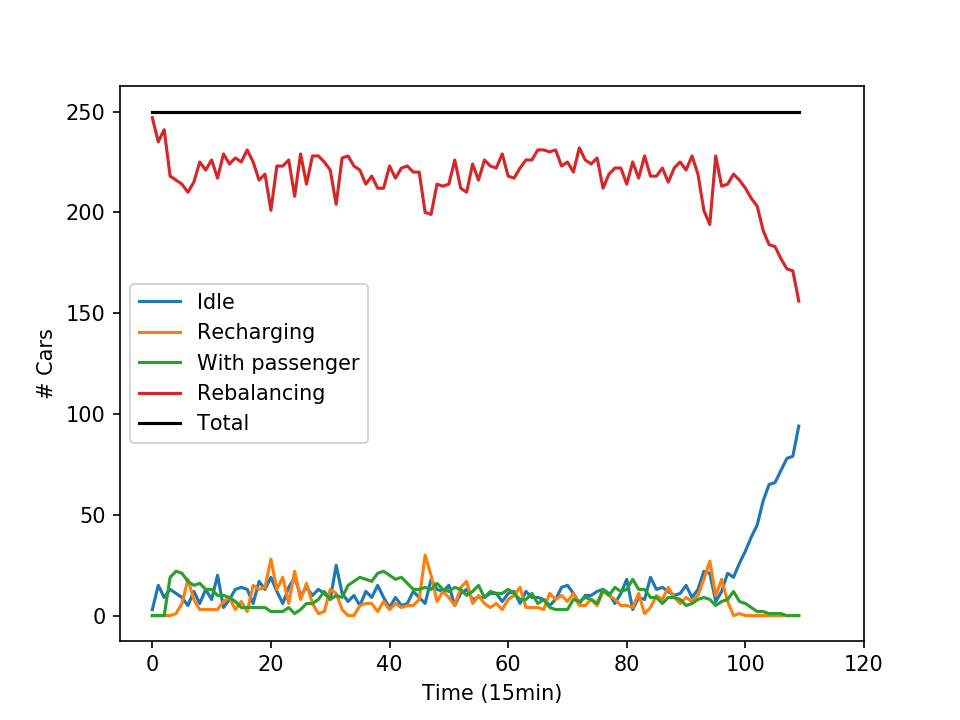 250
200
150
100
50
0
# Cars
Idle
Recharging
With passenger
Rebalancing
Total
0 20 40 60 80 100 120
Time (15min)